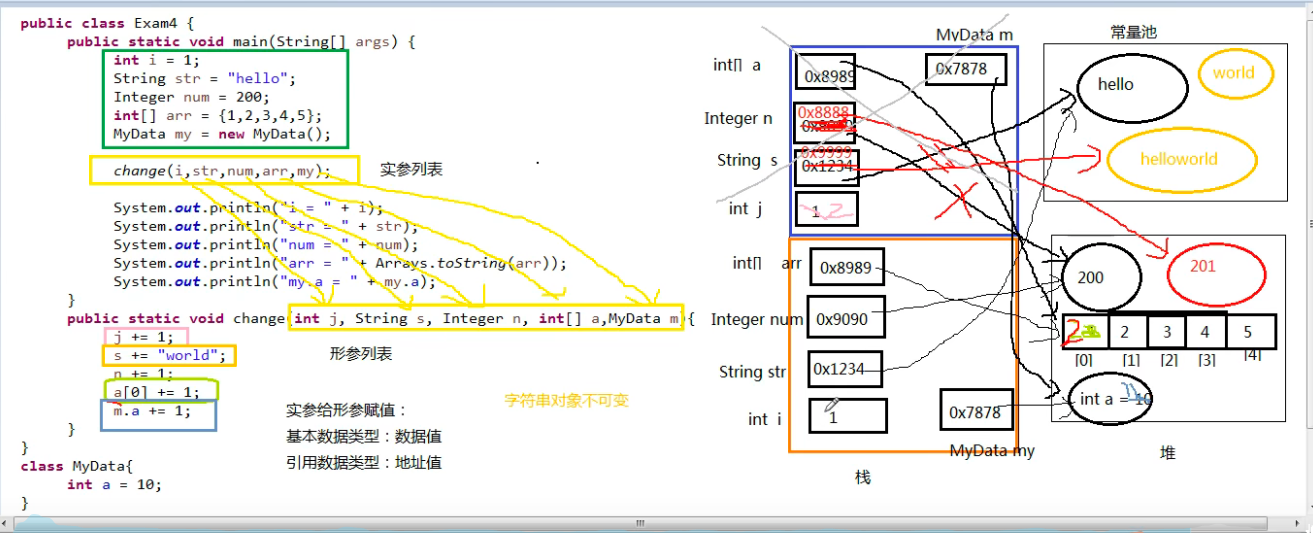 public class Exam4 {
public static void main(String[] args) {
int i = 1;
String str = "hello";
Integer num = 200;
int[] arr = {1,2,3,4,5};
MyData my = new MyData();
change(i,str,num,arr,my);
实参列表
System.out.println("i = " + i);
System.out.println("str = " + str);
System.out.println("num = " + num);
System.out.println("arr = " + Arrays.toString(arr));
System.out.println("my.a = " + my.a);
}
public static void change(int j, String s, Integer n, int[] a,MyData m){
j += 1;
s += "world";
n += 1;
a[0] += 1;
m.a += 1;
}
}
class MyData{
int a = 10;
}
形参列表
实参给形参赋值：
基本数据类型：数据值
引用数据类型：地址值
字符串对象不可变
MyData m
int[] a
0x8989
0x7878
Integer n
0x8888
String s
0x9999
0x1234
int j
1 2
int[] arr
0x8989
Integer num
0x9090
String str
0x1234
int i
1
0x7878
MyData my
栈
常量池
hello
world
helloworld
200
201
2 2 3 4 5
[0] [1] [2] [3] [4]
int a = 10
11
堆